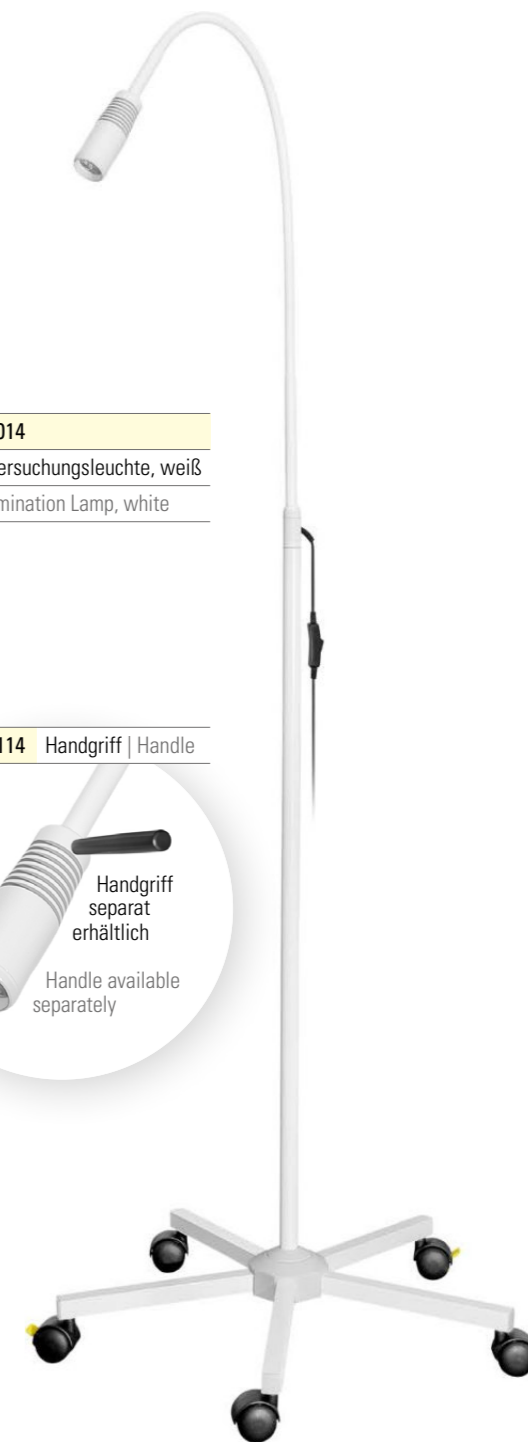 014
ersuchungsleuchte, weiß
mination Lamp, white
114 Handgriff | Handle
Handgriff
separat
erhältlich
Handle available
separately